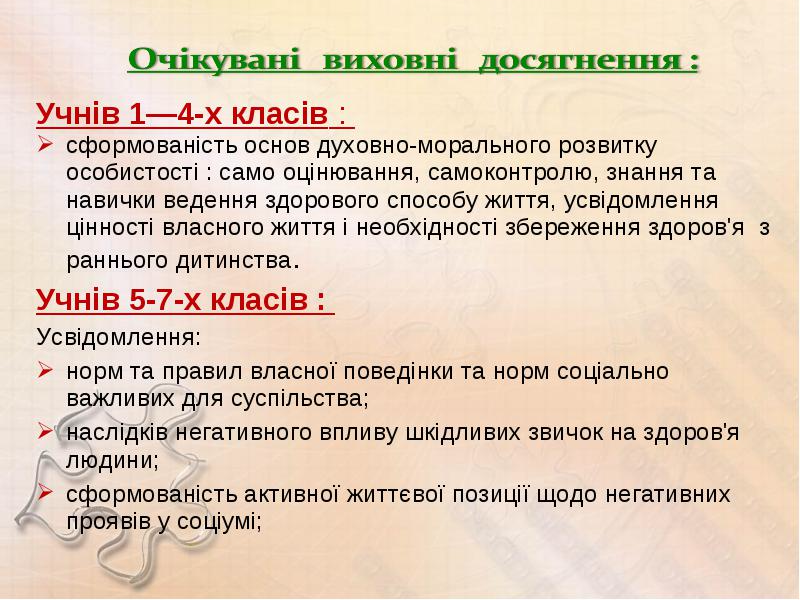 Очікувані виховні досягнення :
Учнів 1—4-х класів :
сформованість основ духовно-морального розвитку
особистості : само оцінювання, самоконтролю, знання та
навички ведення здорового способу життя, усвідомлення
цінності власного життя і необхідності збереження здоров'я з
раннього дитинства.
Учнів 5-7-х класів :
Усвідомлення:
норм та правил власної поведінки та норм соціально
важливих для суспільства;
наслідків негативного впливу шкідливих звичок на здоров'я
людини;
сформованість активної життєвої позиції щодо негативних
проявів у соціумі;